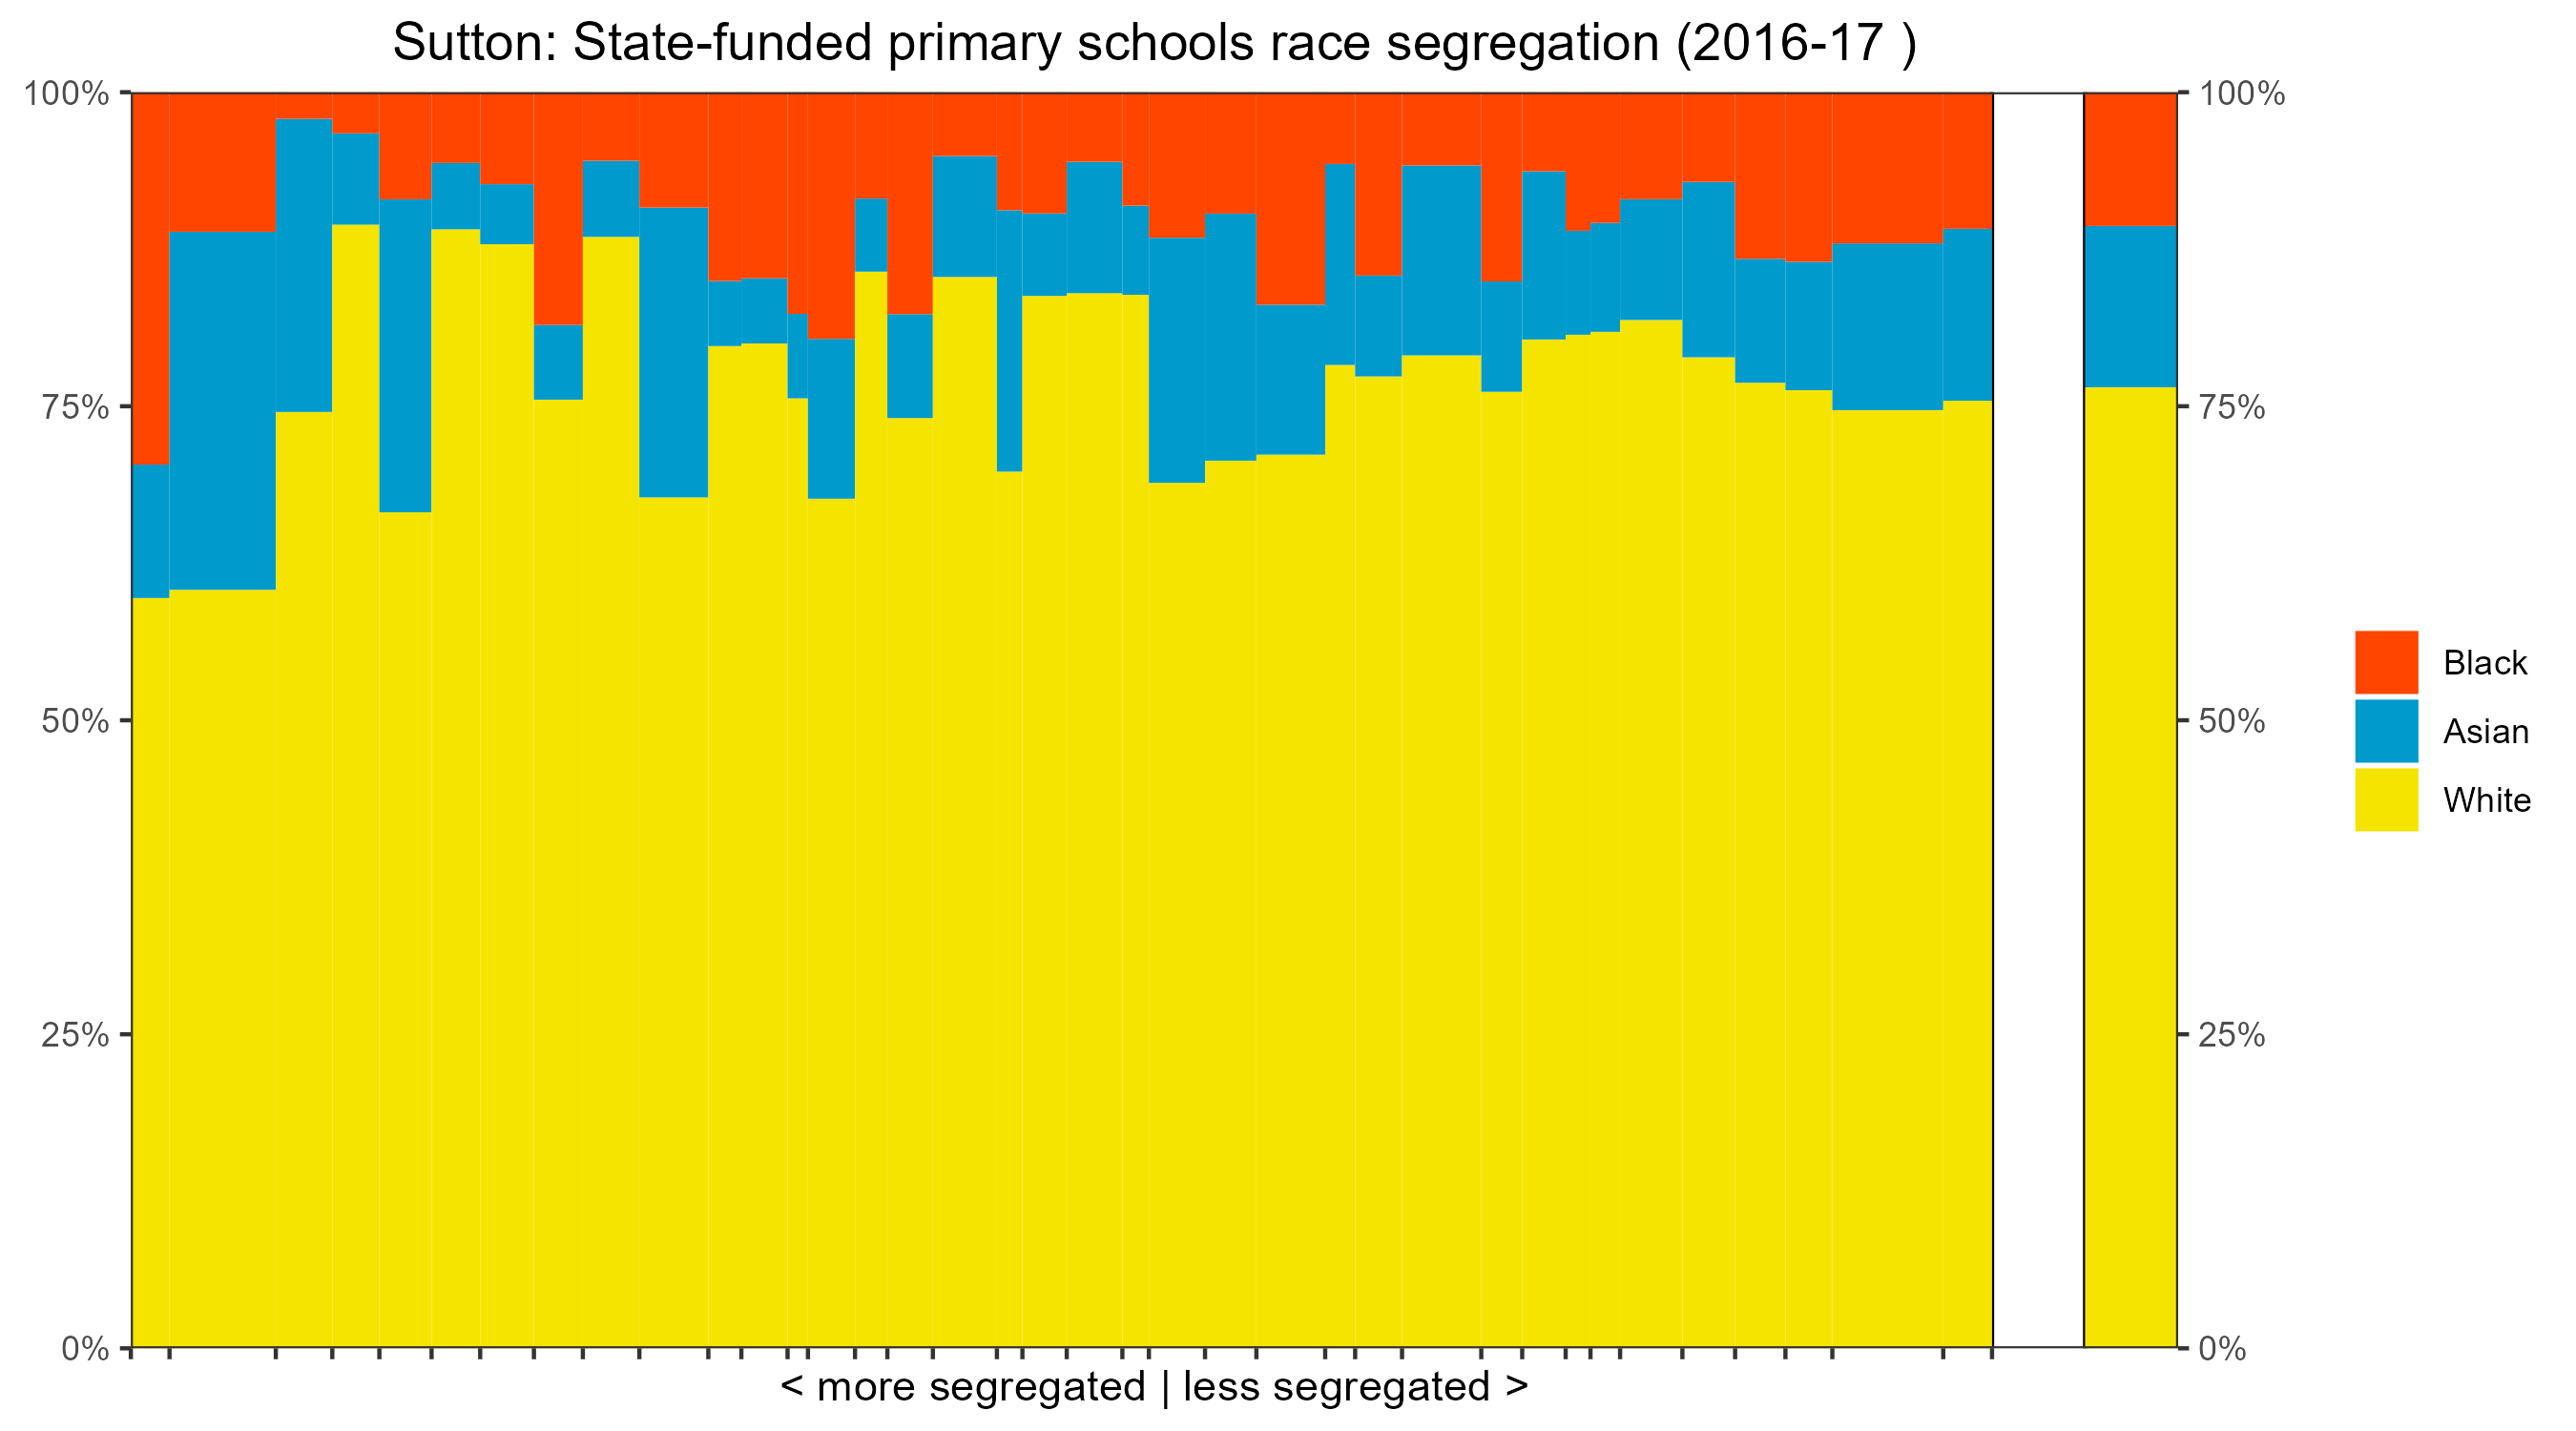 Sutton: State-funded primary schools race segregation (2016-17 )
100%
100%
75%
75%
50%
50%
25%
25%
0%
0%
Black
Asian
White
< more segregated | less segregated >